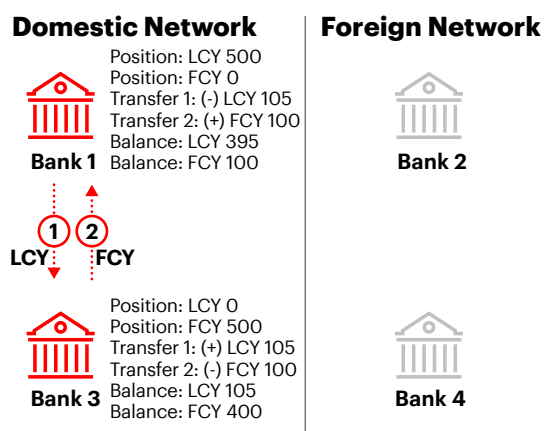 Domestic Network
Foreign Network
Position: LCY 500
Position: FCY 0
Transfer 1: (-) LCY 105
Transfer 2: (+) FCY 100
Balance: LCY 395
Balance: FCY 100
Bank 1
Bank 2
1
2
LCY
FCY
Position: LCY 0
Position: FCY 500
Transfer 1: (+) LCY 105
Transfer 2: (-) FCY 100
Balance: LCY 105
Balance: FCY 400
Bank 3
Bank 4